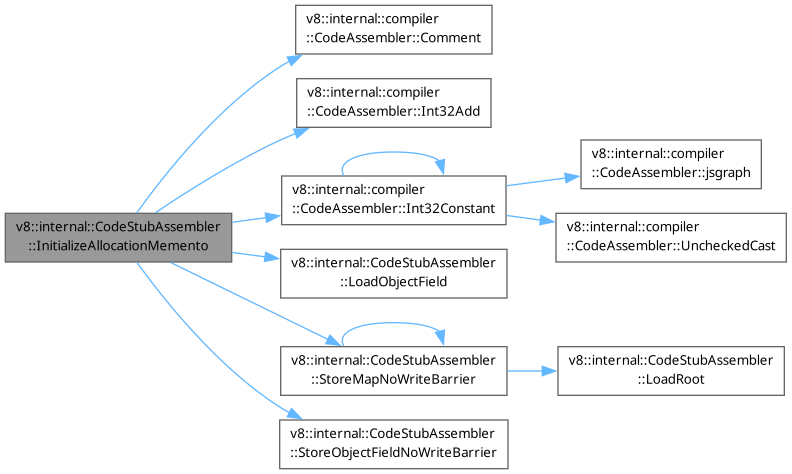 v8::internal::CodeStubAssembler
::InitializeAllocationMemento
v8::internal::compiler
::CodeAssembler::Comment
v8::internal::compiler
::CodeAssembler::Int32Add
v8::internal::compiler
::CodeAssembler::Int32Constant
v8::internal::compiler
::CodeAssembler::jsgraph
v8::internal::compiler
::CodeAssembler::UncheckedCast
v8::internal::CodeStubAssembler
::LoadObjectField
v8::internal::CodeStubAssembler
::StoreMapNoWriteBarrier
v8::internal::CodeStubAssembler
::LoadRoot
v8::internal::CodeStubAssembler
::StoreObjectFieldNoWriteBarrier